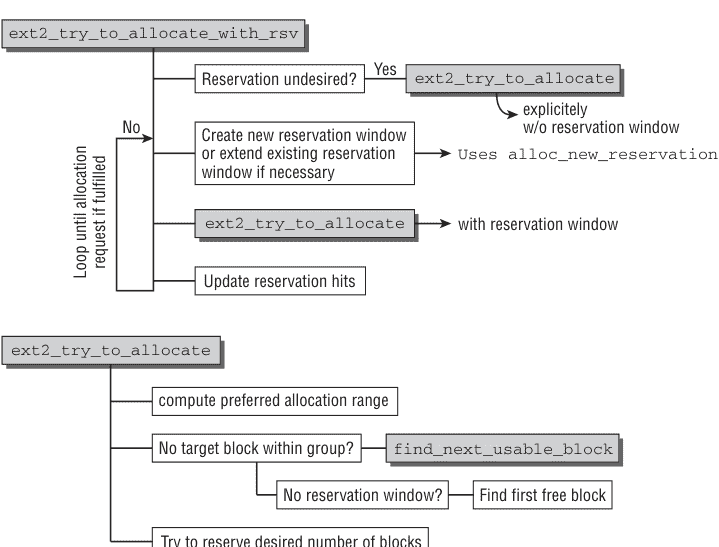 ext2_try_to_allocate_with_rsv
Reservation undesired?
Yes
ext2_try_to_allocate
explicitely
w/o reservation window
No
Create new reservation window
or extend existing reservation
window if necessary
Uses alloc_new_reservation
Loop until allocation
request if fulfilled
ext2_try_to_allocate
with reservation window
Update reservation hits
ext2_try_to_allocate
compute preferred allocation range
No target block within group?
find_next_usable_block
No reservation window?
Find first free block
Try to reserve desired number of blocks